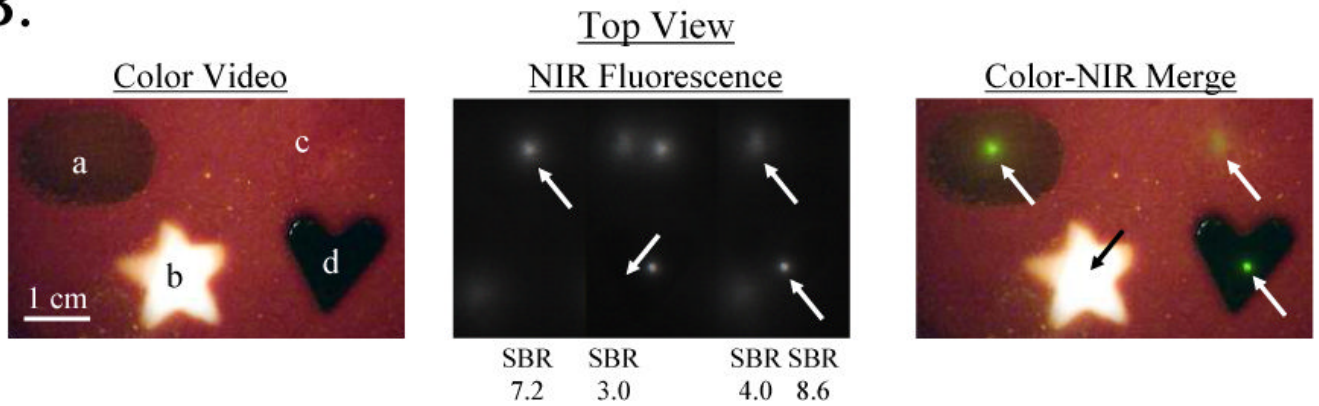 B.
Top View
Color Video
NIR Fluorescence
Color-NIR Merge
a
c
b
d
1 cm
SBR SBR SBR SBR
7.2 3.0 4.0 8.6